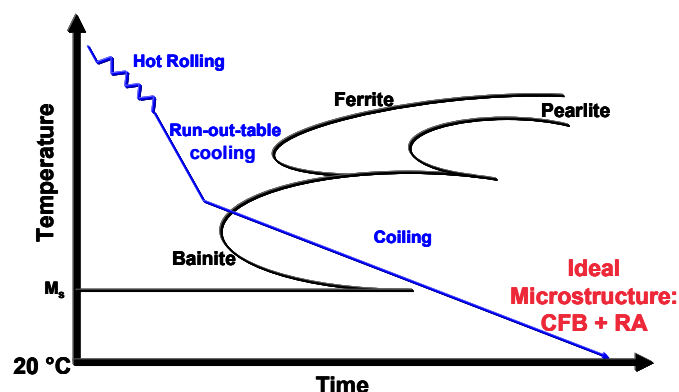 Hot Rolling
Ferrite
Pearlite
Run-out-table
cooling
Temperature
Coiling
Bainite
Ideal
Microstructure:
CFB + RA
Ms
20 °C
Time